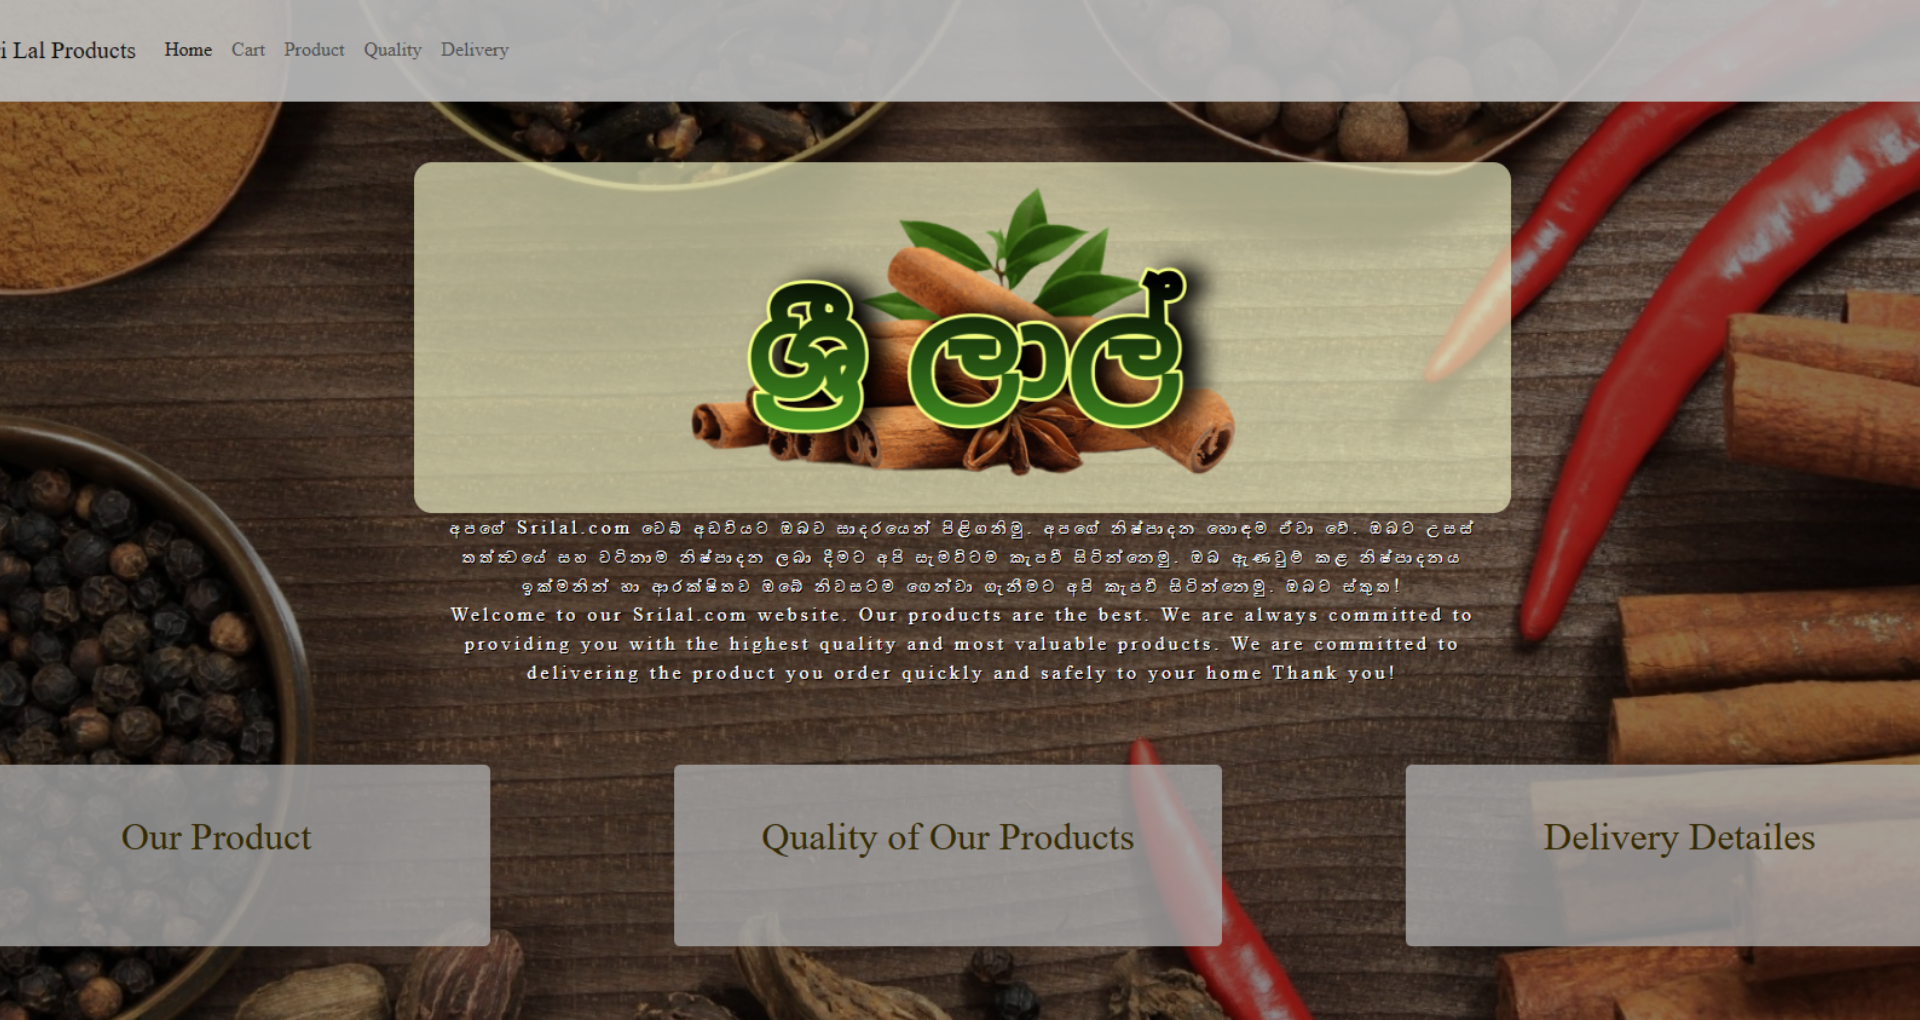 i Lal Products Home Cart Product Quality Delivery
ශ්‍රී ලාල්
අපගේ Srilal.com වෙබ් අඩවියට ඔබව සාදරයෙන් පිළිගනිමු. අපගේ නිෂ්පාදන හොඳම ඒවා වේ. ඔබට උසස්
තත්ත්වයේ සහ වටිනාම නිෂ්පාදන ලබා දීමට අපි සැමවිටම කැපවී සිටින්නෙමු. ඔබ ඇණවුම් කළ නිෂ්පාදනය
ඉක්මනින් හා ආරක්ෂිතව ඔබේ නිවසටම ගෙන්වා ගැනීමට අපි කැපවී සිටින්නෙමු. ඔබට ස්තුත!
Welcome to our Srilal.com website. Our products are the best. We are always committed to
providing you with the highest quality and most valuable products. We are committed to
delivering the product you order quickly and safely to your home Thank you!
Our Product
Quality of Our Products
Delivery Detailes